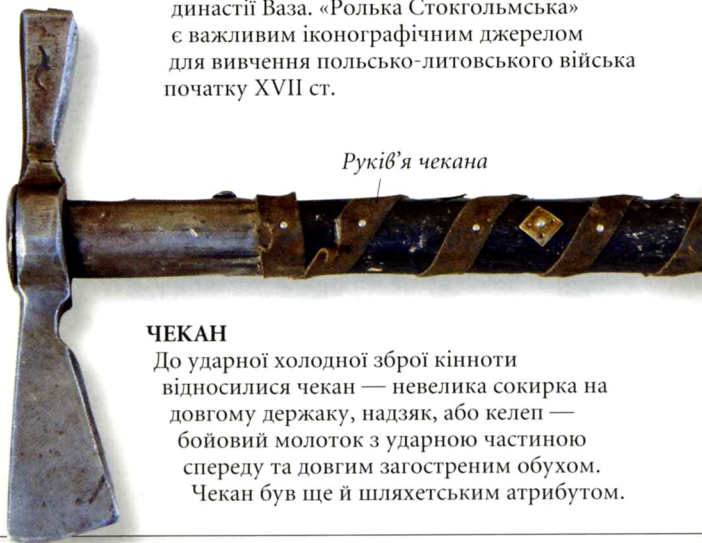 династії Ваза. «Ролька Стокгольмська»
є важливим іконографічним джерелом
для вивчення польсько-литовського війська
початку XVII ст.
Руків’я чекана
ЧЕКАН
До ударної холодної зброї кінноти
відносилися чекан — невелика сокирка на
довгому держаку, надзяк, або келеп —
бойовий молоток з ударною частиною
спереду та довгим загостреним обухом.
Чекан був ще й шляхетським атрибутом.